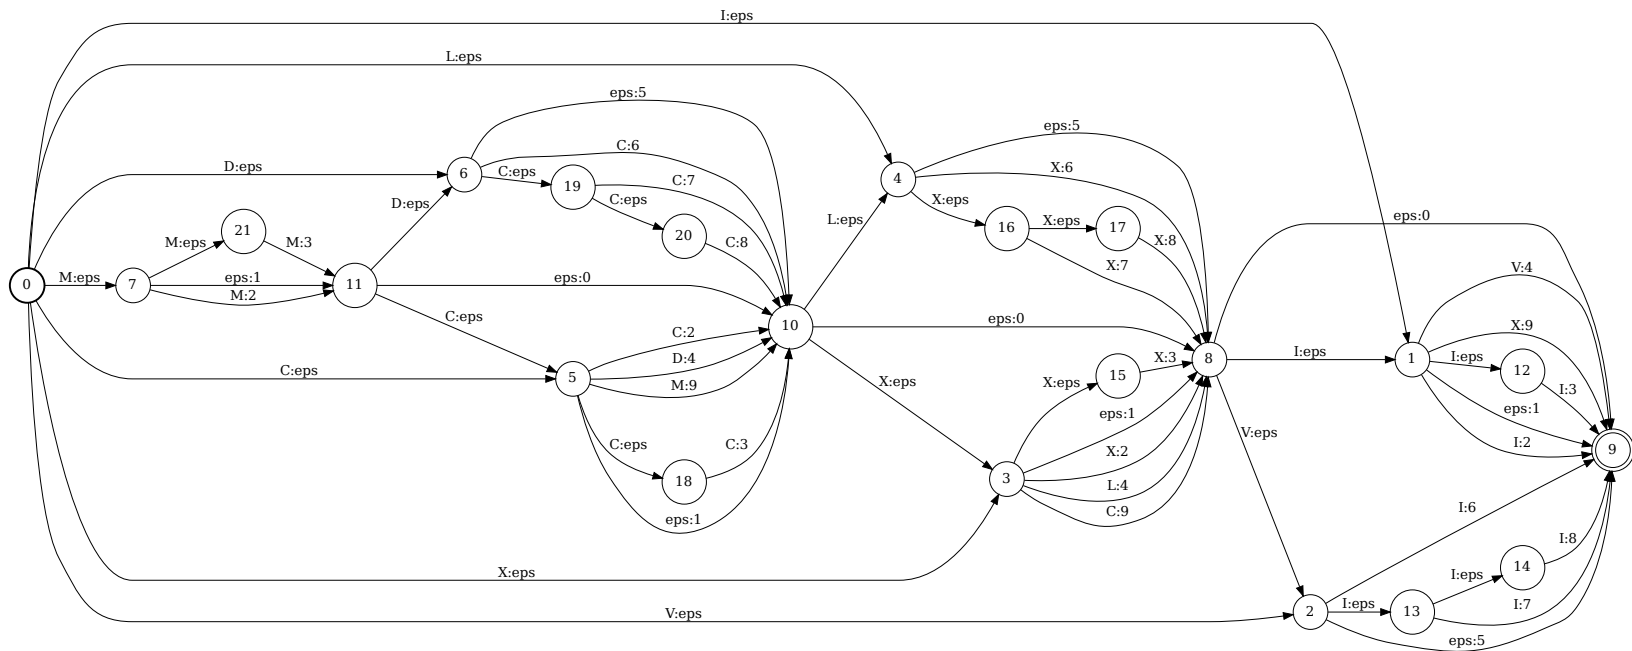 I:eps
L:eps
eps:5
eps:5
C:6
D:eps
6
C:eps
19
C:7
X:6
4
D:eps
C:eps
X:eps
L:eps
eps:0
21
M:eps
M:3
20
C:8
16
X:eps
17
X:8
X:7
V:4
0
M:eps
7
eps:1
M:2
11
eps:0
C:eps
10
eps:0
X:9
C:2
D:4
M:9
C:eps
5
X:eps
X:eps
15
X:3
8
I:eps
1
I:eps
12
I:3
eps:1
I:2
eps:1
X:2
L:4
C:9
V:eps
9
C:eps
18
C:3
3
eps:1
I:6
X:eps
I:eps
14
I:8
V:eps
2
I:eps
13
I:7
eps:5